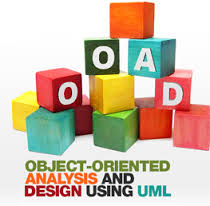 O A
O D
OBJECT-ORIENTED
ANALYSIS AND
DESIGN USING UML